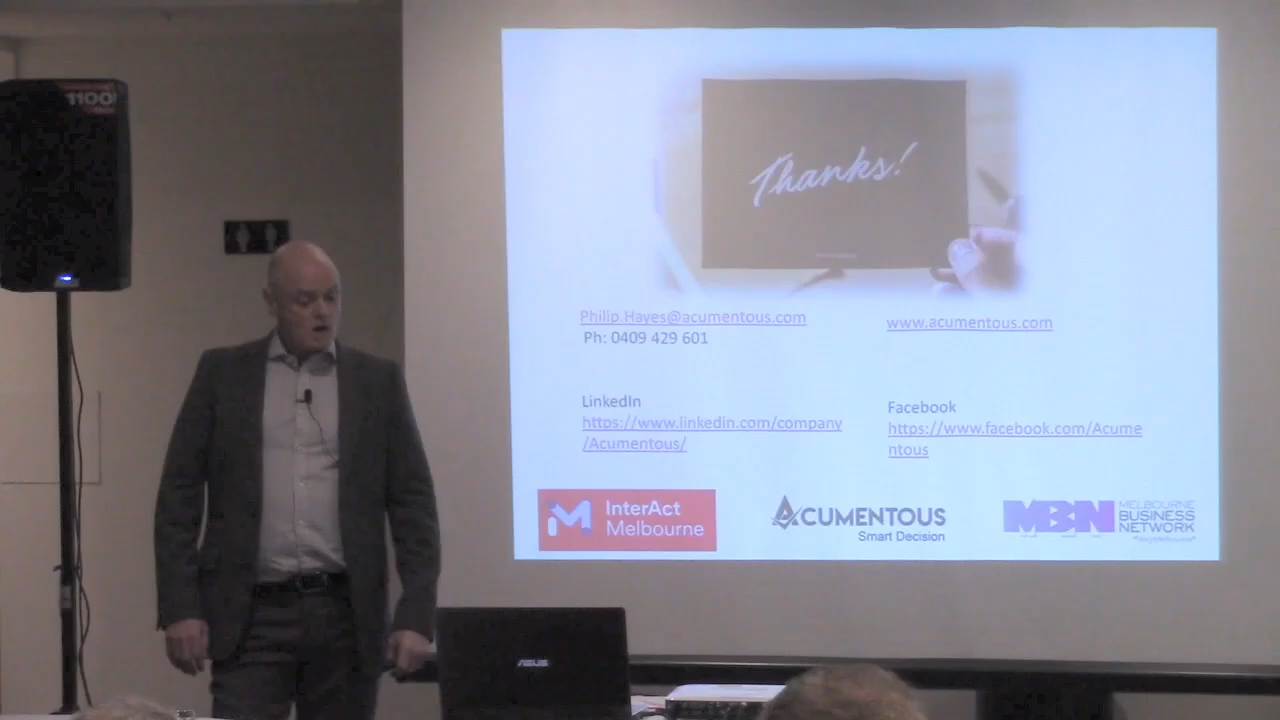 1100
Thanks!
Philip.Hayes@acumentous.com
Ph: 0409 429 601
www.acumentous.com
LinkedIn
https://www.linkedin.com/company
/Acumentous/
Facebook
https://www.facebook.com/Acume
ntous
InterAct
Melbourne
ACUMENTOUS
Smart Decision
MBN
MELBOURNE
BUSINESS
NETWORK
ASUS